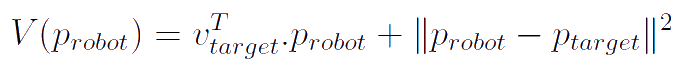 V(p_{robot}) = v_{target}^{T}.p_{robot} + \|p_{robot} - p_{target}\|^2